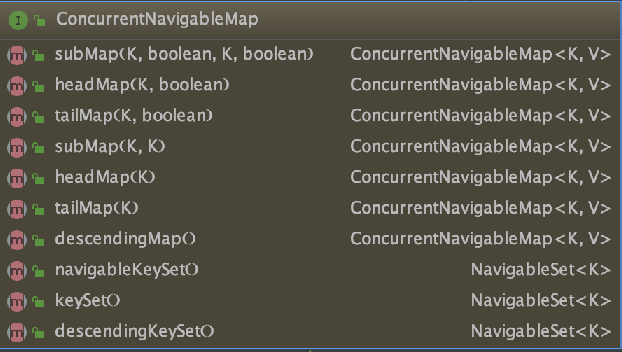 I ConcurrentNavigableMap
m subMap(K, boolean, K, boolean) ConcurrentNavigableMap<K, V>
m headMap(K, boolean) ConcurrentNavigableMap<K, V>
m tailMap(K, boolean) ConcurrentNavigableMap<K, V>
m subMap(K, K) ConcurrentNavigableMap<K, V>
m headMap(K) ConcurrentNavigableMap<K, V>
m tailMap(K) ConcurrentNavigableMap<K, V>
m descendingMap() ConcurrentNavigableMap<K, V>
m navigableKeySet() NavigableSet<K>
m keySet() NavigableSet<K>
m descendingKeySet() NavigableSet<K>